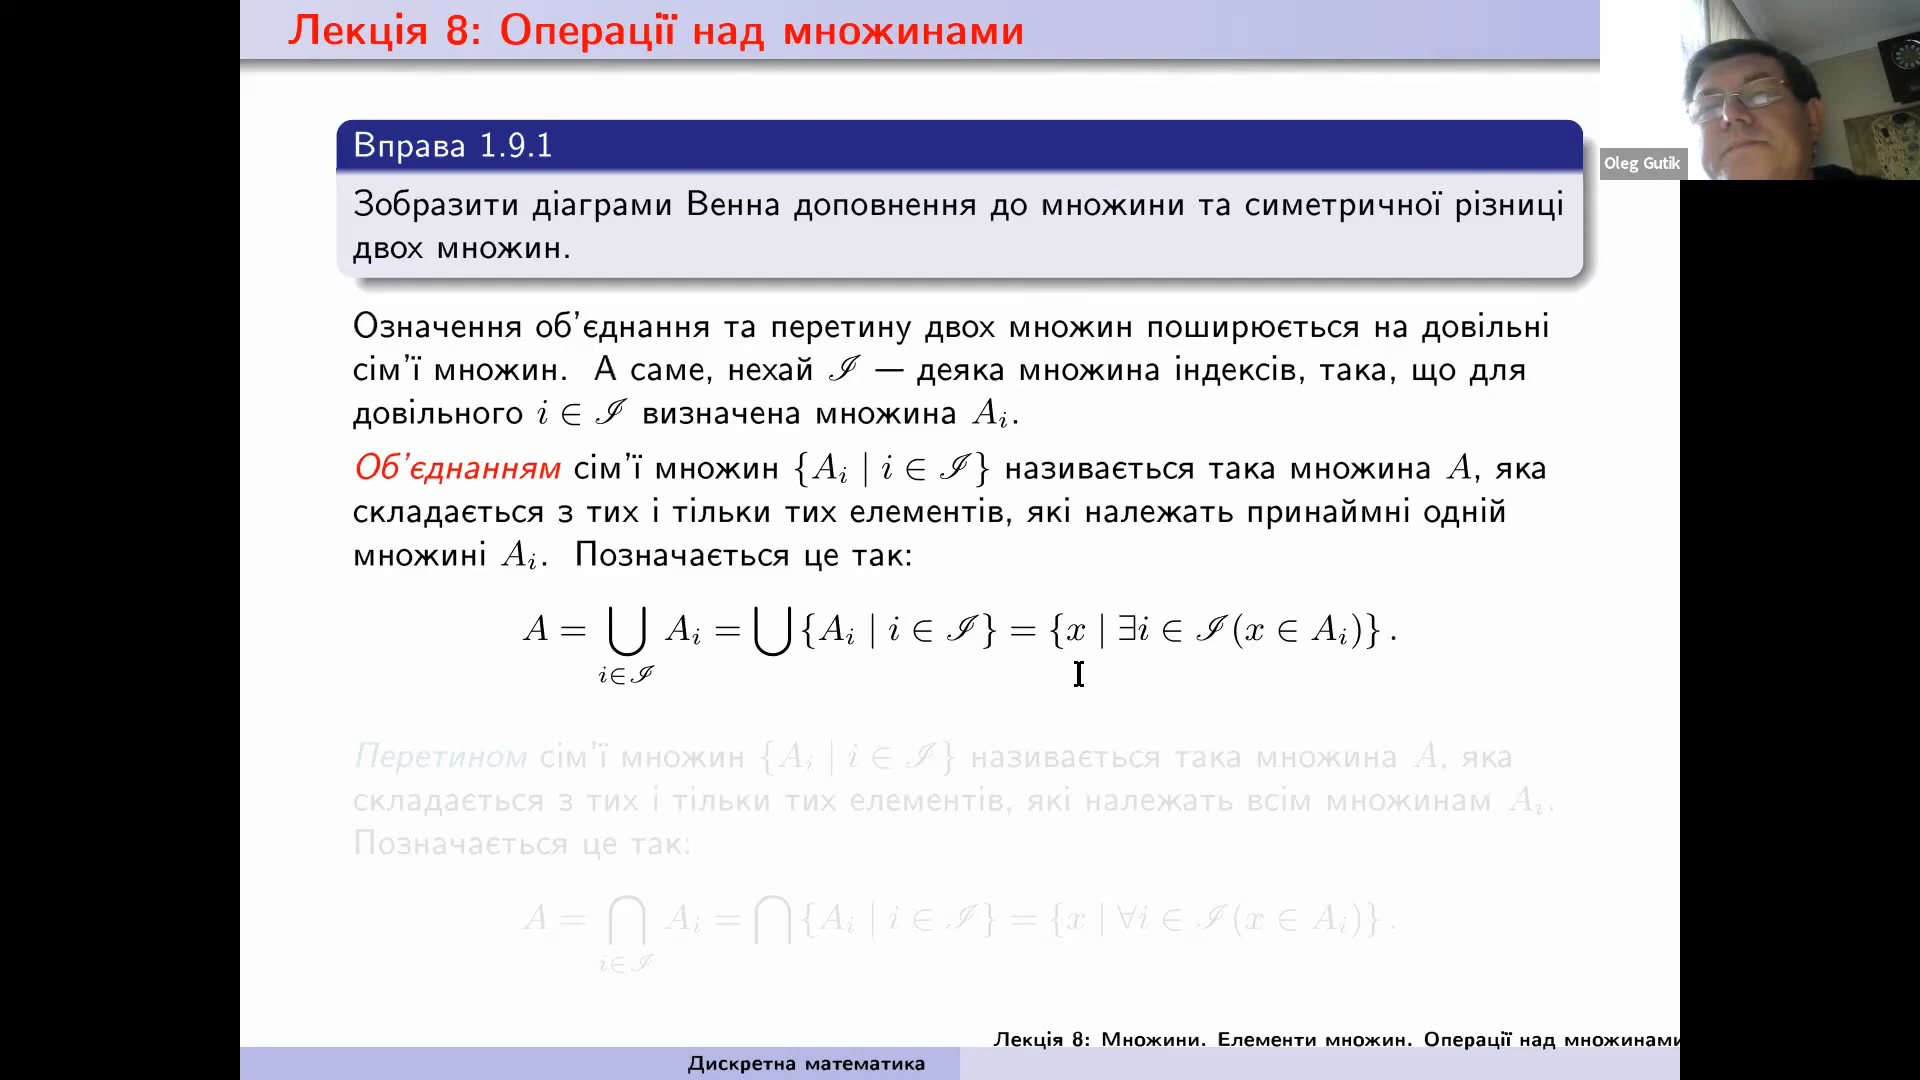 Лекція 8: Операції над множинами
Вправа 1.9.1
Зобразити діаграми Венна доповнення до множини та симетричної різниці
двох множин.
Oleg Gutik
Означення об'єднання та перетину двох множин поширюється на довільні
сім'ї множин. А саме, нехай ℐ — деяка множина індексів, така, що для
довільного i ∈ ℐ визначена множина Aᵢ.
Об'єднанням сім'ї множин {Aᵢ | i ∈ ℐ} називається така множина A, яка
складається з тих і тільки тих елементів, які належать принаймні одній
множині Aᵢ. Позначається це так:
A = ⋃ Aᵢ = ⋃ {Aᵢ | i ∈ ℐ} = {x | ∃i ∈ ℐ(x ∈ Aᵢ)} .
i∈ℐ
Перетином сім'ї множин {Aᵢ | i ∈ ℐ} називається така множина A, яка
складається з тих і тільки тих елементів, які належать всім множинам Aᵢ.
Позначається це так:
A = ⋂ Aᵢ = ⋂ {Aᵢ | i ∈ ℐ} = {x | ∀i ∈ ℐ(x ∈ Aᵢ)} .
i∈ℐ
Лекція 8: Множини. Елементи множин. Операції над множинами
Дискретна математика